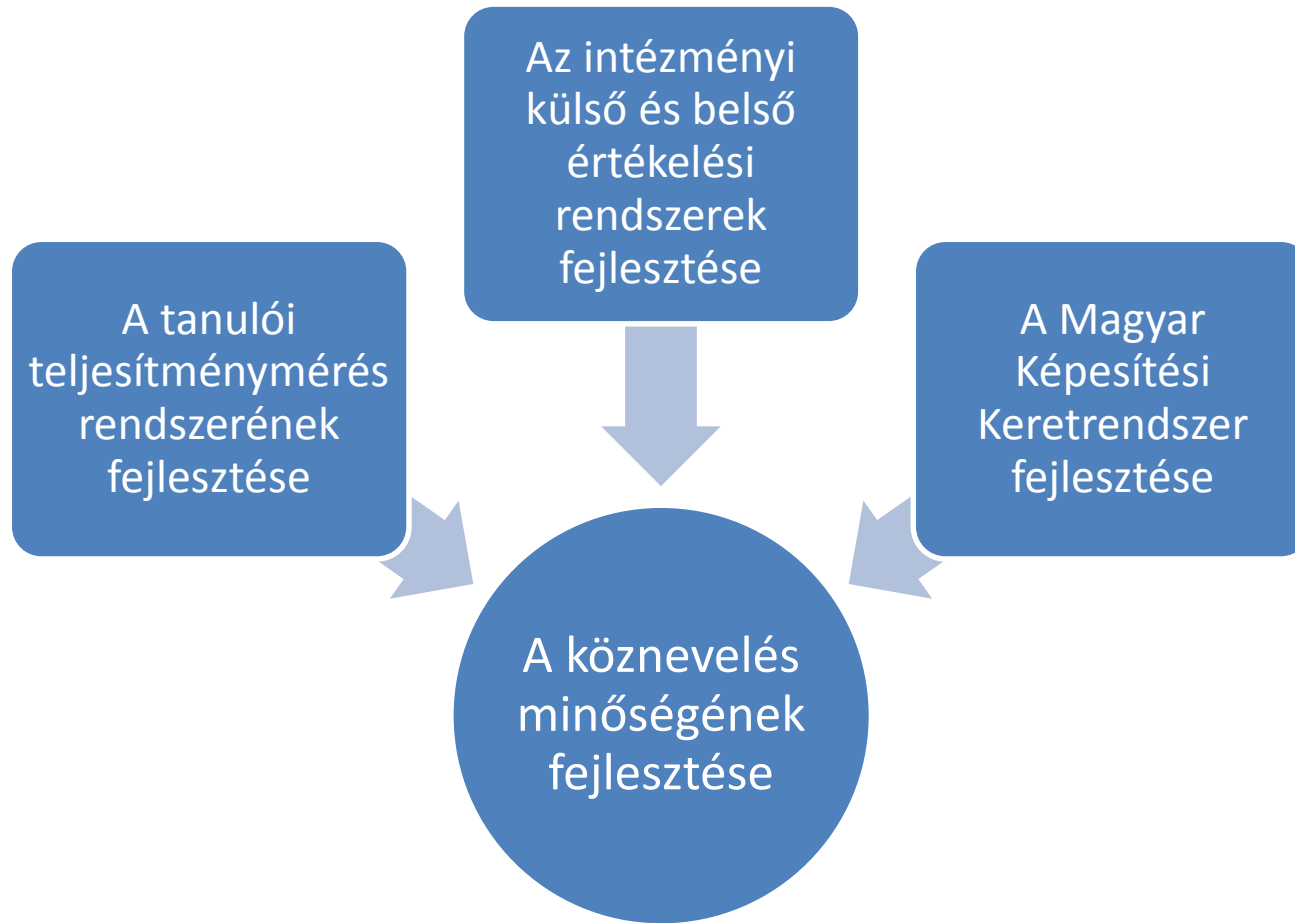 Az intézményi
külső és belső
értékelési
rendszerek
fejlesztése
A tanulói
teljesítménymérés
rendszerének
fejlesztése
A Magyar
Képesítési
Keretrendszer
fejlesztése
A köznevelés
minőségének
fejlesztése